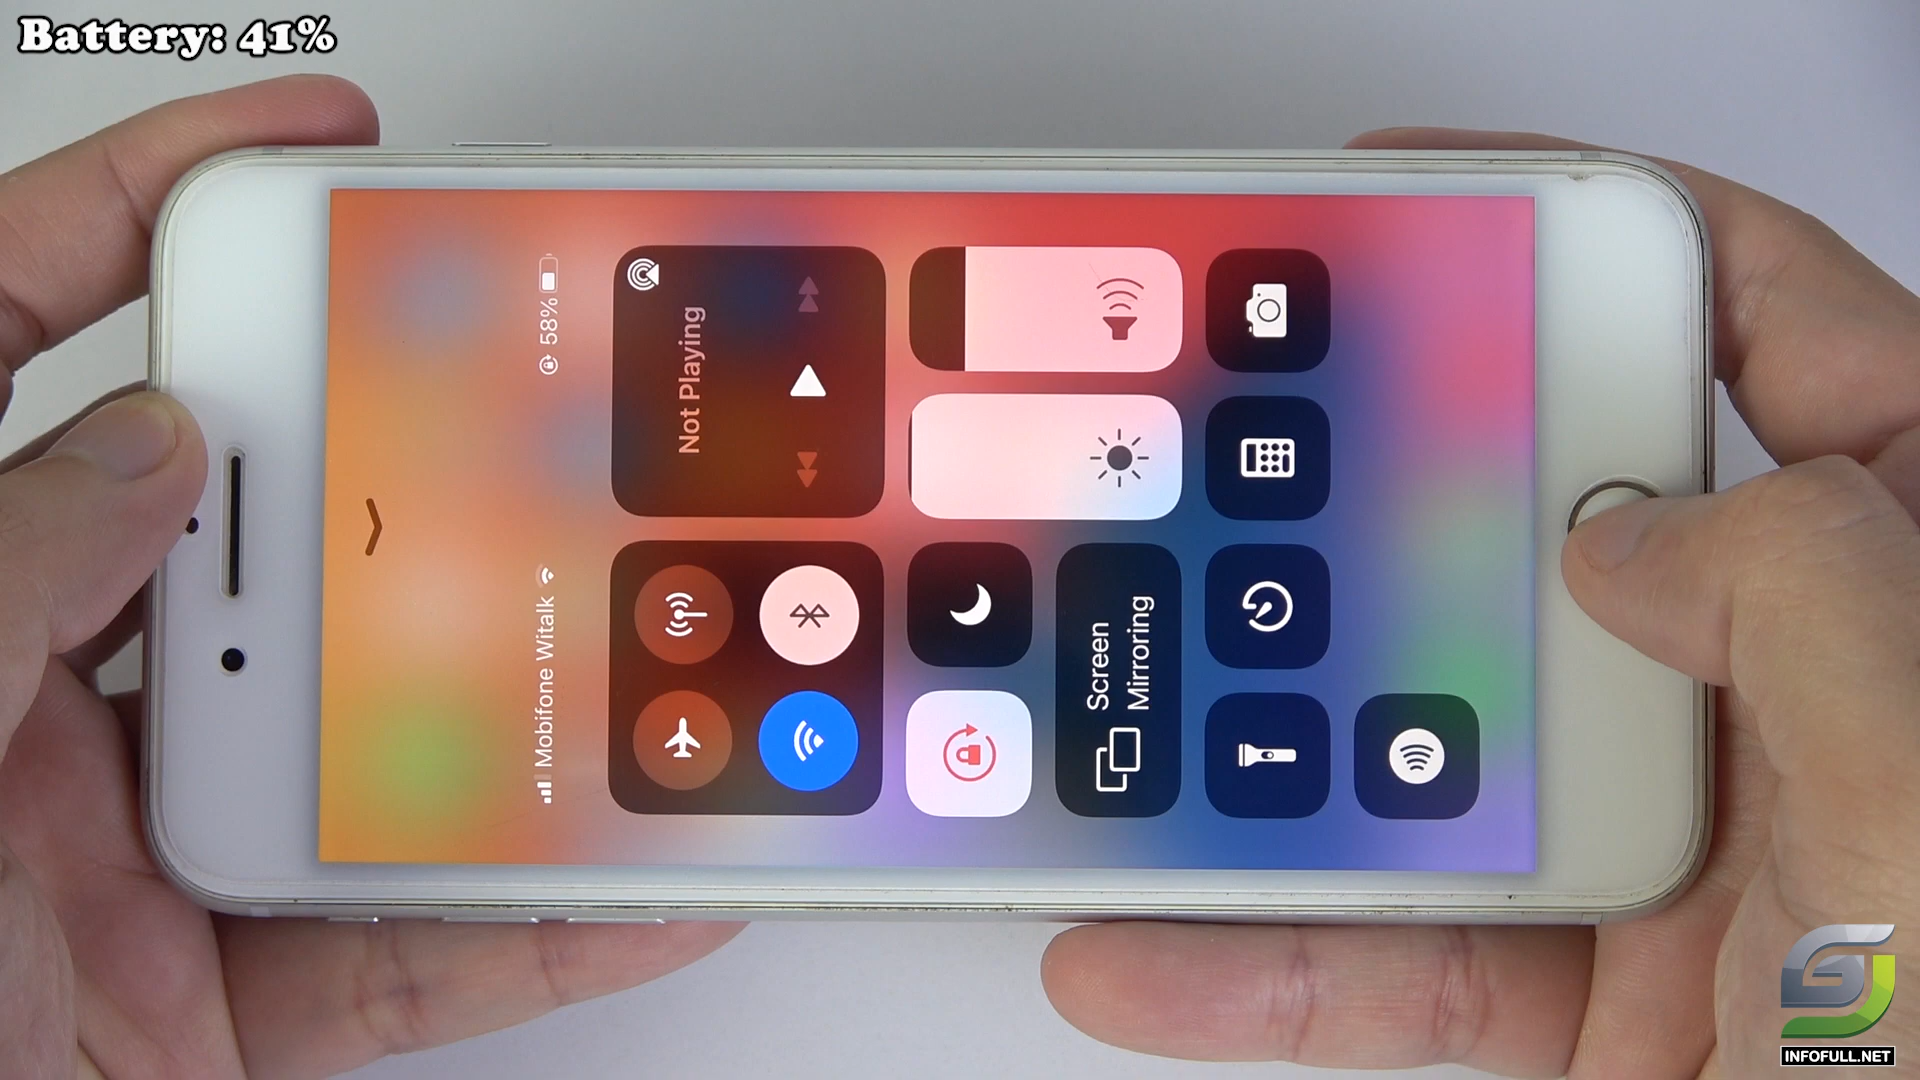 Battery: 41%
Mobifone Witalk
58%
Not Playing
Screen
Mirroring
INFOFULL.NET